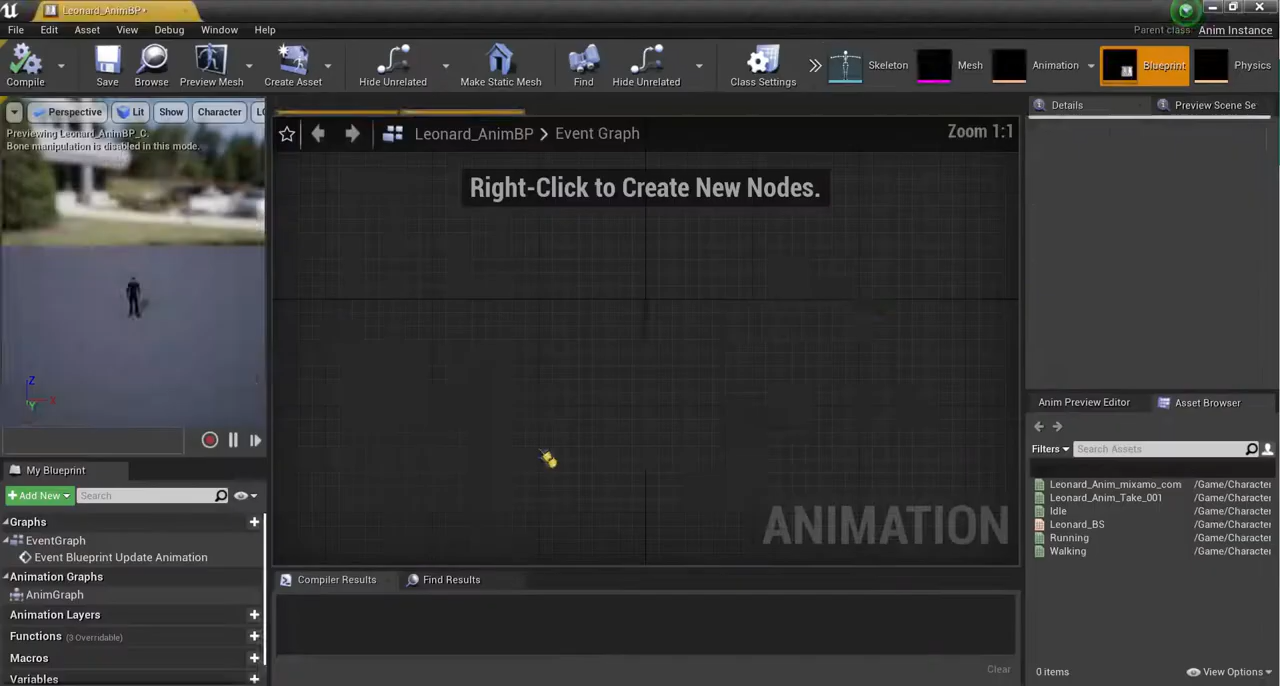 Leonard_AnimBP*
File Edit Asset View Debug Window Help
Parent class: Anim Instance
Compile Save Browse Preview Mesh Create Asset Hide Unrelated Make Static Mesh Find Hide Unrelated Class Settings Skeleton Mesh Animation Blueprint Physics
Perspective Lit Show Character
Previewing Leonard_AnimBP_C.
Bone manipulation is disabled in this mode.
Leonard_AnimBP > Event Graph
Zoom 1:1
Right-Click to Create New Nodes.
Z
X
Y
ANIMATION
Details
Preview Scene Se
My Blueprint
+Add New
Search
Graphs
EventGraph
Event Blueprint Update Animation
Animation Graphs
AnimGraph
Animation Layers
Functions (3 Overridable)
Macros
Variables
Compiler Results Find Results
Clear
Anim Preview Editor Asset Browser
Filters Search Assets
Leonard_Anim_mixamo_com /Game/Character
Leonard_Anim_Take_001 /Game/Character
Idle /Game/Character
Leonard_BS /Game/Character
Running /Game/Character
Walking /Game/Character
0 items
View Options